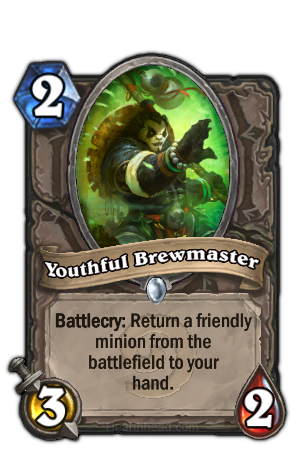 2
Youthful Brewmaster
Battlecry: Return a friendly
minion from the
battlefield to your
hand.
3
2